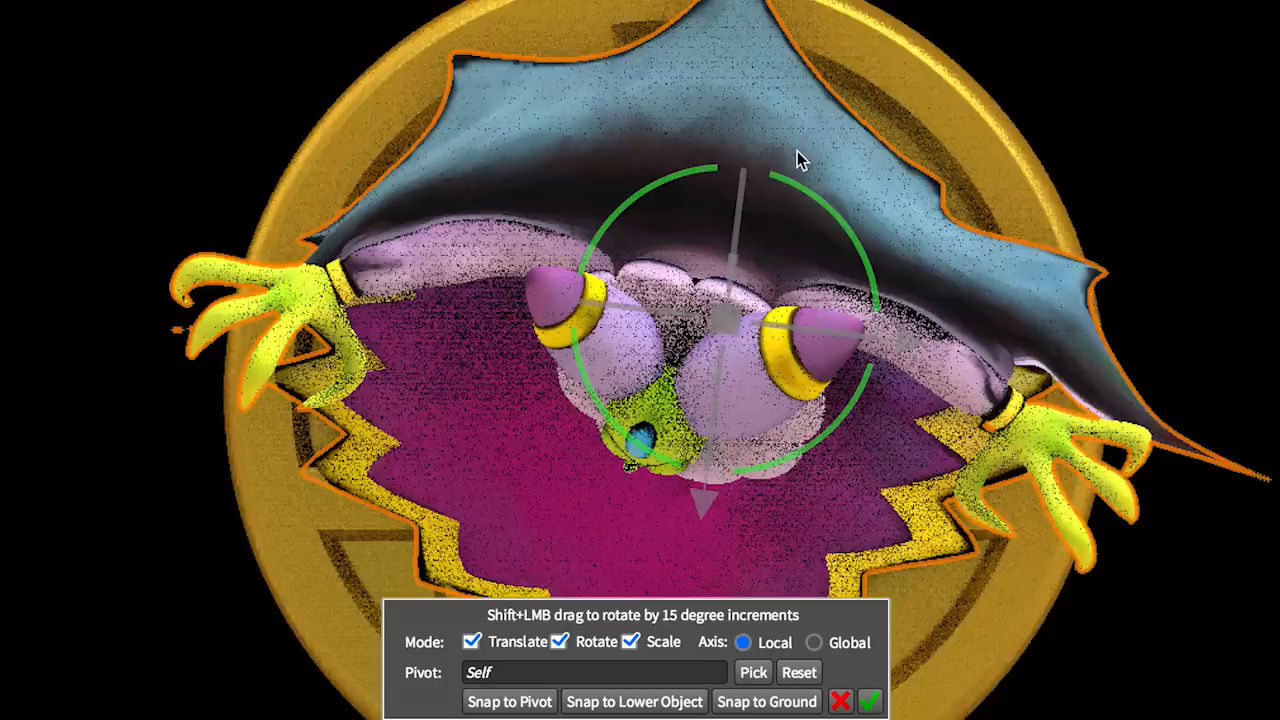 Shift+LMB drag to rotate by 15 degree increments
Mode: Translate Rotate Scale Axis: Local Global
Pivot: Self Pick Reset
Snap to Pivot Snap to Lower Object Snap to Ground